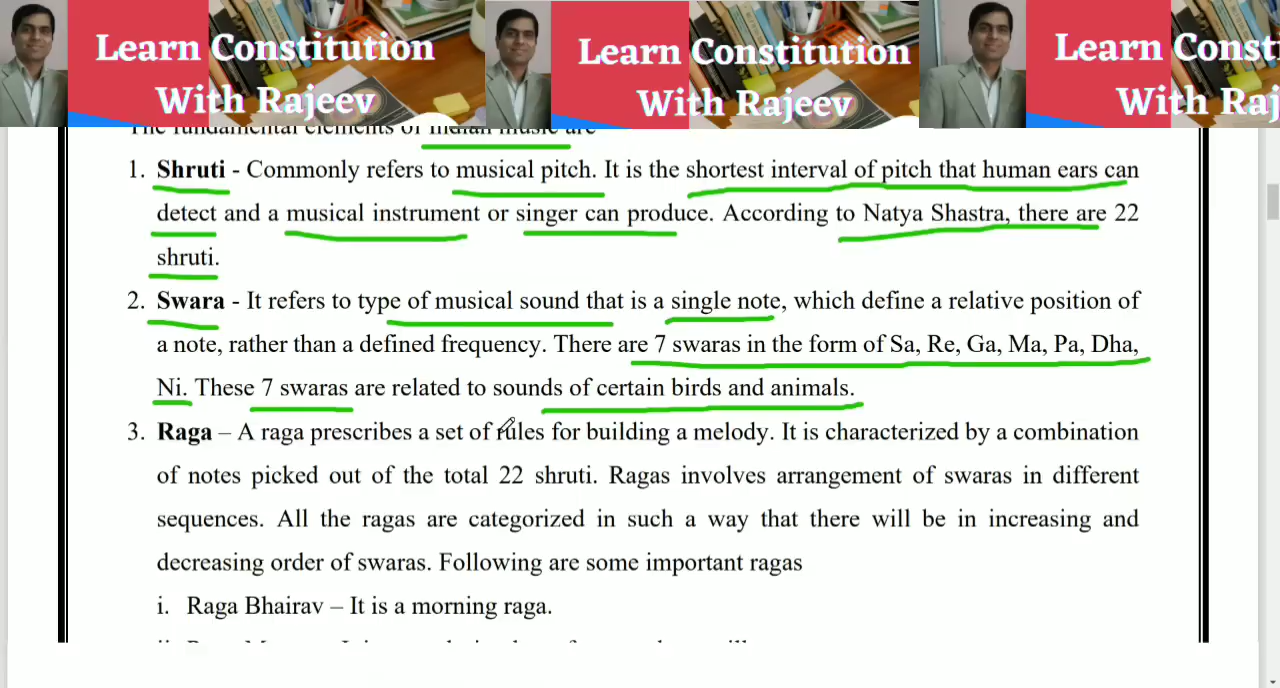 Learn Constitution
With Rajeev
Learn Constitution
With Rajeev
Learn Consti
With Raj
The fundamental elements of Indian music are
1. Shruti - Commonly refers to musical pitch. It is the shortest interval of pitch that human ears can
detect and a musical instrument or singer can produce. According to Natya Shastra, there are 22
shruti.
2. Swara - It refers to type of musical sound that is a single note, which define a relative position of
a note, rather than a defined frequency. There are 7 swaras in the form of Sa, Re, Ga, Ma, Pa, Dha,
Ni. These 7 swaras are related to sounds of certain birds and animals.
3. Raga – A raga prescribes a set of rules for building a melody. It is characterized by a combination
of notes picked out of the total 22 shruti. Ragas involves arrangement of swaras in different
sequences. All the ragas are categorized in such a way that there will be in increasing and
decreasing order of swaras. Following are some important ragas
i. Raga Bhairav – It is a morning raga.